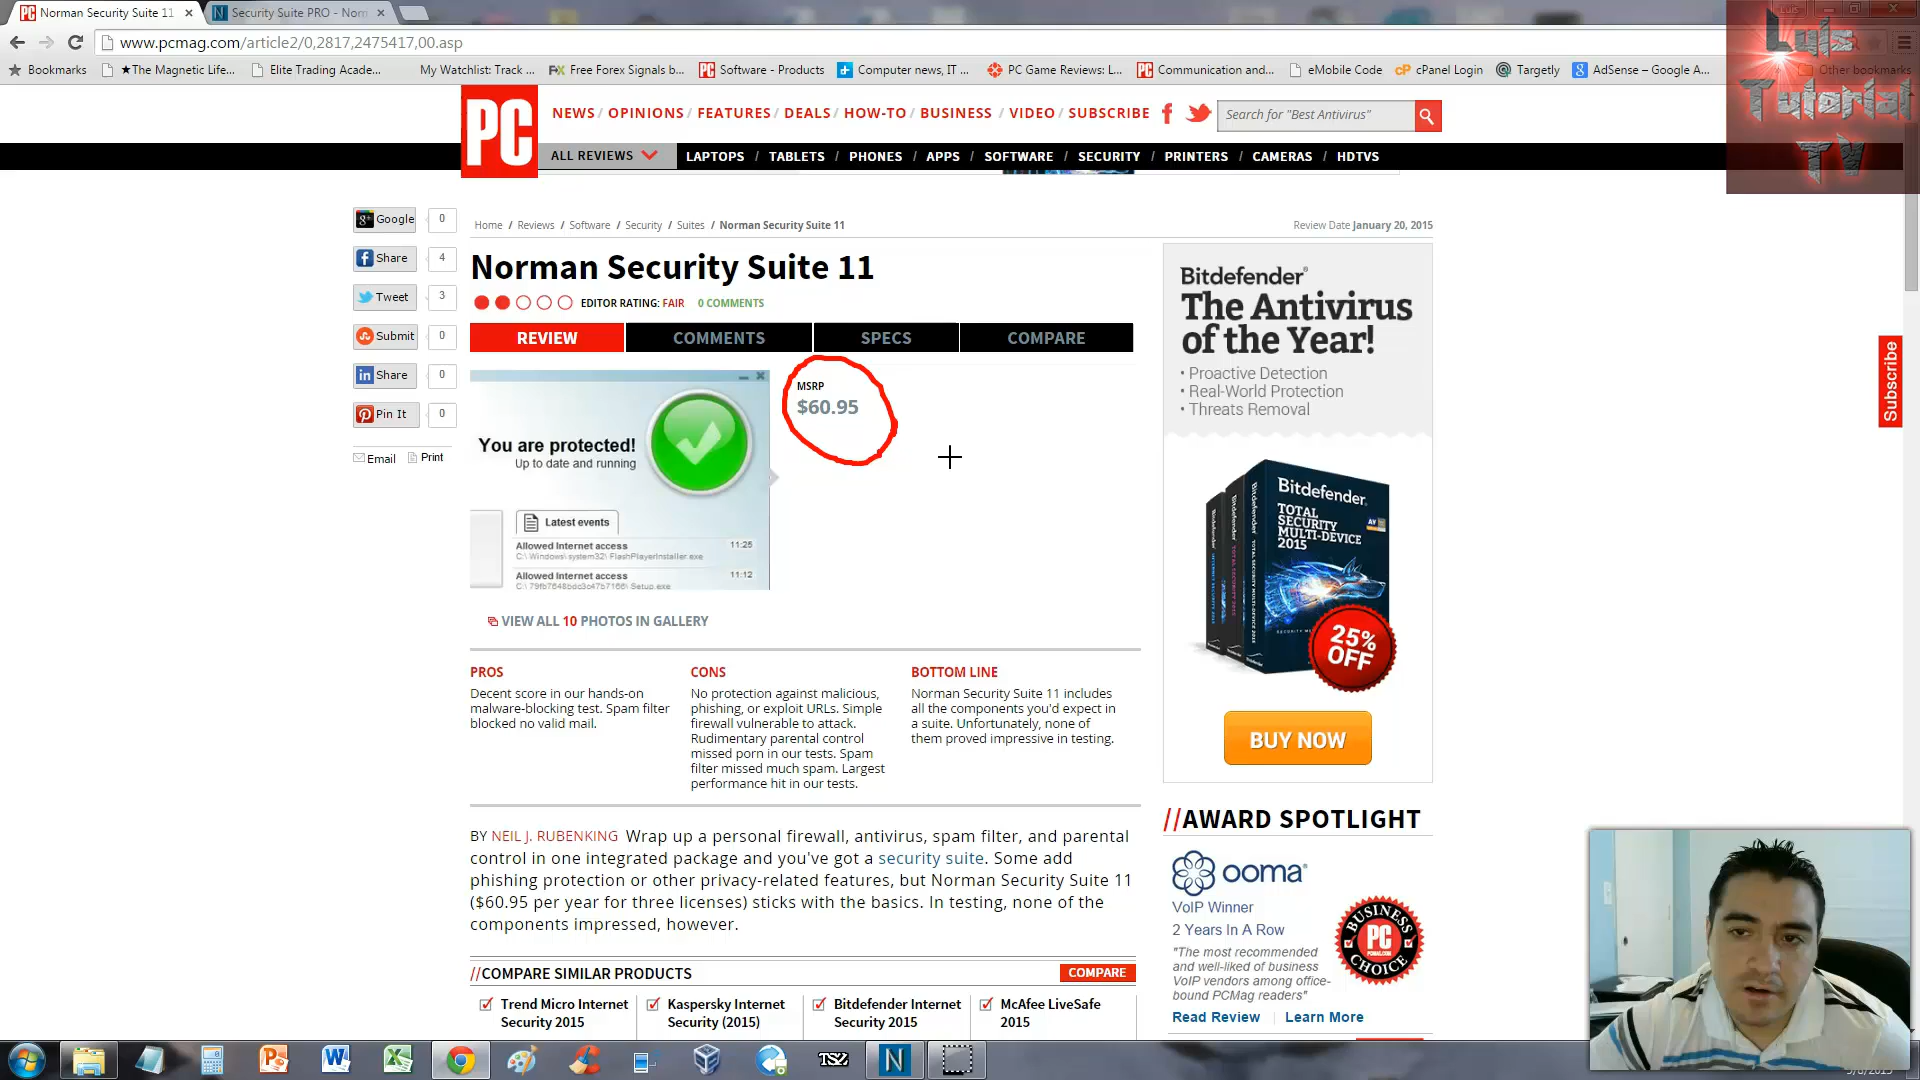 Norman Security Suite 11
Security Suite PRO - Norn
www.pcmag.com/article2/0,2817,2475417,00.asp
Bookmarks
★The Magnetic Life...
Elite Trading Acade...
My Watchlist: Track ...
Free Forex Signals b...
Software - Products
Computer news, IT ...
PC Game Reviews: L...
Communication and...
eMobile Code
cPanel Login
Targetly
AdSense – Google A...
Other bookmarks
Luis
Tutorial
TV
PC
NEWS / OPINIONS / FEATURES / DEALS / HOW-TO / BUSINESS / VIDEO / SUBSCRIBE
Search for "Best Antivirus"
ALL REVIEWS
LAPTOPS / TABLETS / PHONES / APPS / SOFTWARE / SECURITY / PRINTERS / CAMERAS / HDTVS
Google 0
Share 4
Tweet 3
Submit 0
Share 0
Pin It 0
Email Print
Home / Reviews / Software / Security / Suites / Norman Security Suite 11
Review Date January 20, 2015
Norman Security Suite 11
EDITOR RATING: FAIR 0 COMMENTS
REVIEW COMMENTS SPECS COMPARE
MSRP
$60.95
You are protected!
Up to date and running
Latest events
Allowed Internet access 11:25
C:\Windows\system32\FlashPlayerInstaller.exe
Allowed Internet access 11:12
VIEW ALL 10 PHOTOS IN GALLERY
PROS
Decent score in our hands-on
malware-blocking test. Spam filter
blocked no valid mail.
CONS
No protection against malicious,
phishing, or exploit URLs. Simple
firewall vulnerable to attack.
Rudimentary parental control
missed porn in our tests. Spam
filter missed much spam. Largest
performance hit in our tests.
BOTTOM LINE
Norman Security Suite 11 includes
all the components you'd expect in
a suite. Unfortunately, none of
them proved impressive in testing.
BY NEIL J. RUBENKING Wrap up a personal firewall, antivirus, spam filter, and parental
control in one integrated package and you've got a security suite. Some add
phishing protection or other privacy-related features, but Norman Security Suite 11
($60.95 per year for three licenses) sticks with the basics. In testing, none of the
components impressed, however.
//COMPARE SIMILAR PRODUCTS
COMPARE
Trend Micro Internet
Security 2015
Kaspersky Internet
Security (2015)
Bitdefender Internet
Security 2015
McAfee LiveSafe
2015
Bitdefender®
The Antivirus
of the Year!
• Proactive Detection
• Real-World Protection
• Threats Removal
Bitdefender
TOTAL
SECURITY
MULTI-DEVICE
2015
25%
OFF
BUY NOW
Subscribe
//AWARD SPOTLIGHT
ooma®
VoIP Winner
2 Years In A Row
"The most recommended
and well-liked of business
VoIP vendors among office-
bound PCMag readers"
BUSINESS
PC
CHOICE
Read Review | Learn More
TSZ
N